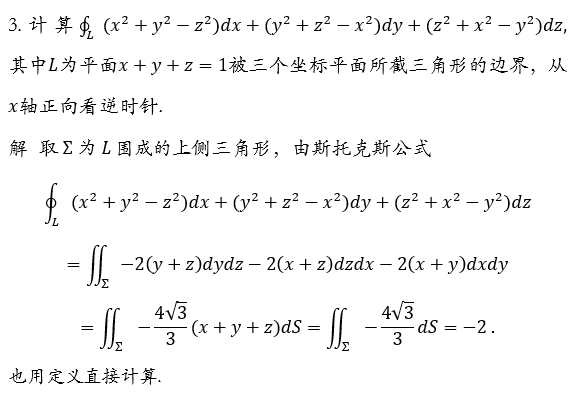 3. 计 算∮_L (x² + y² − z²)dx + (y² + z² − x²)dy + (z² + x² − y²)dz,
其中L为平面x + y + z = 1被三个坐标平面所截三角形的边界，从
x轴正向看逆时针.
解 取 Σ 为 L 围成的上侧三角形，由斯托克斯公式
∮_L (x² + y² − z²)dx + (y² + z² − x²)dy + (z² + x² − y²)dz
= ∬_Σ −2(y + z)dydz − 2(x + z)dzdx − 2(x + y)dxdy
= ∬_Σ −4√3/3 (x + y + z)dS = ∬_Σ −4√3/3 dS = −2 .
也用定义直接计算.